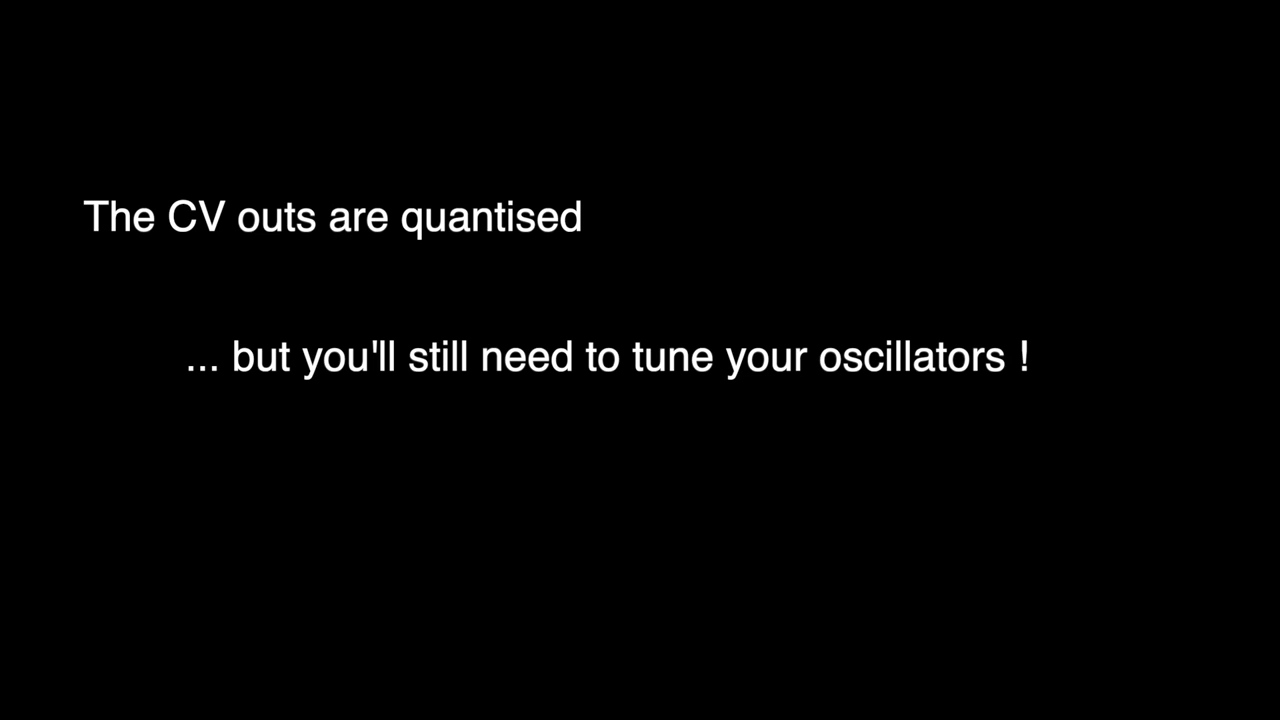 The CV outs are quantised
... but you'll still need to tune your oscillators !